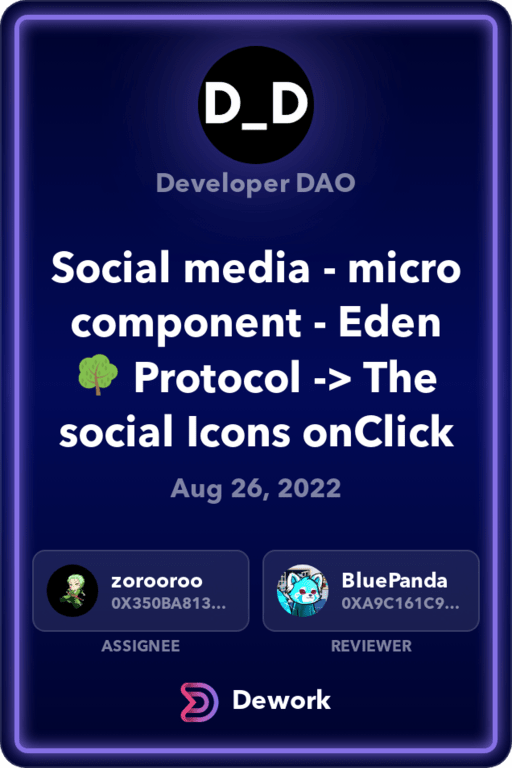 D_D
Developer DAO
Social media - micro
component - Eden
🌳 Protocol -> The
social Icons onClick
Aug 26, 2022
zorooroo
0X350BA813...
BluePanda
0XA9C161C9...
ASSIGNEE
REVIEWER
Dework